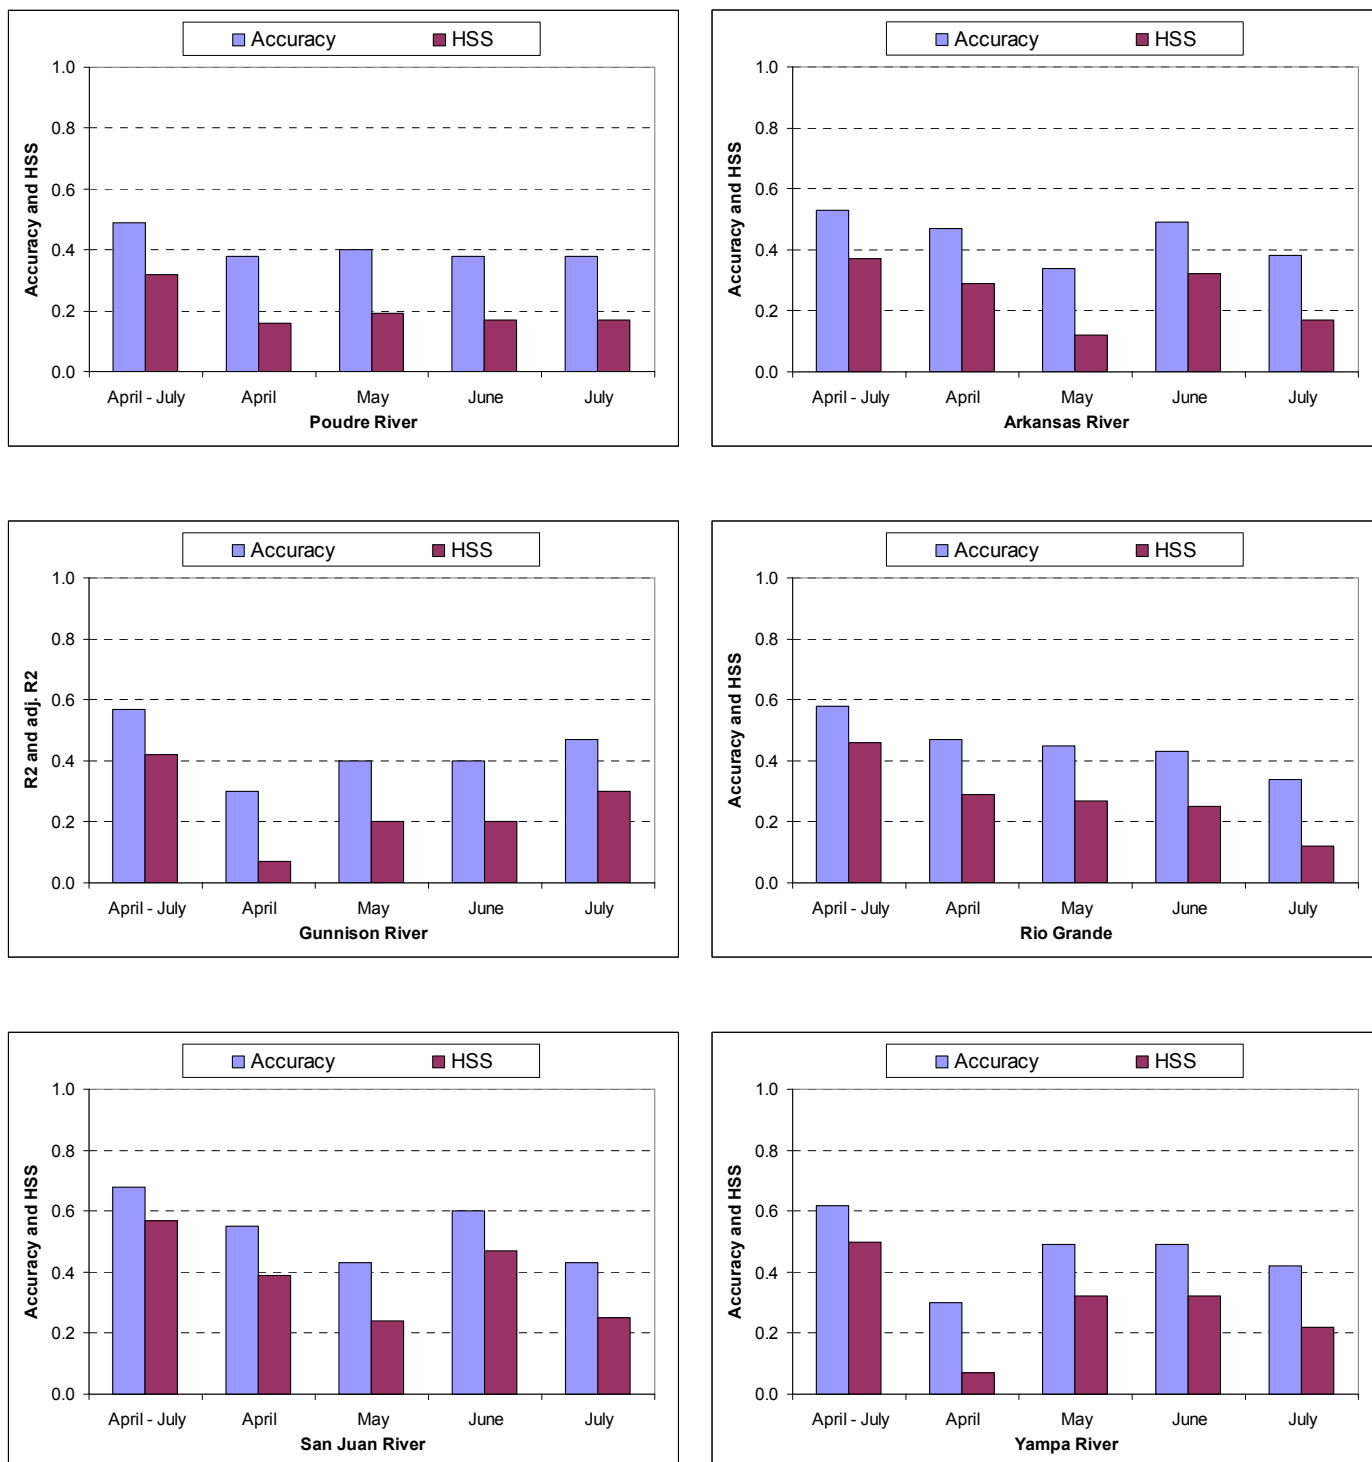 Accuracy HSS
Accuracy and HSS
1.0
0.8
0.6
0.4
0.2
0.0
April - July April May June July
Poudre River
Accuracy HSS
Accuracy and HSS
1.0
0.8
0.6
0.4
0.2
0.0
April - July April May June July
Arkansas River
Accuracy HSS
R2 and adj. R2
1.0
0.8
0.6
0.4
0.2
0.0
April - July April May June July
Gunnison River
Accuracy HSS
Accuracy and HSS
1.0
0.8
0.6
0.4
0.2
0.0
April - July April May June July
Rio Grande
Accuracy HSS
Accuracy and HSS
1.0
0.8
0.6
0.4
0.2
0.0
April - July April May June July
San Juan River
Accuracy HSS
Accuracy and HSS
1.0
0.8
0.6
0.4
0.2
0.0
April - July April May June July
Yampa River